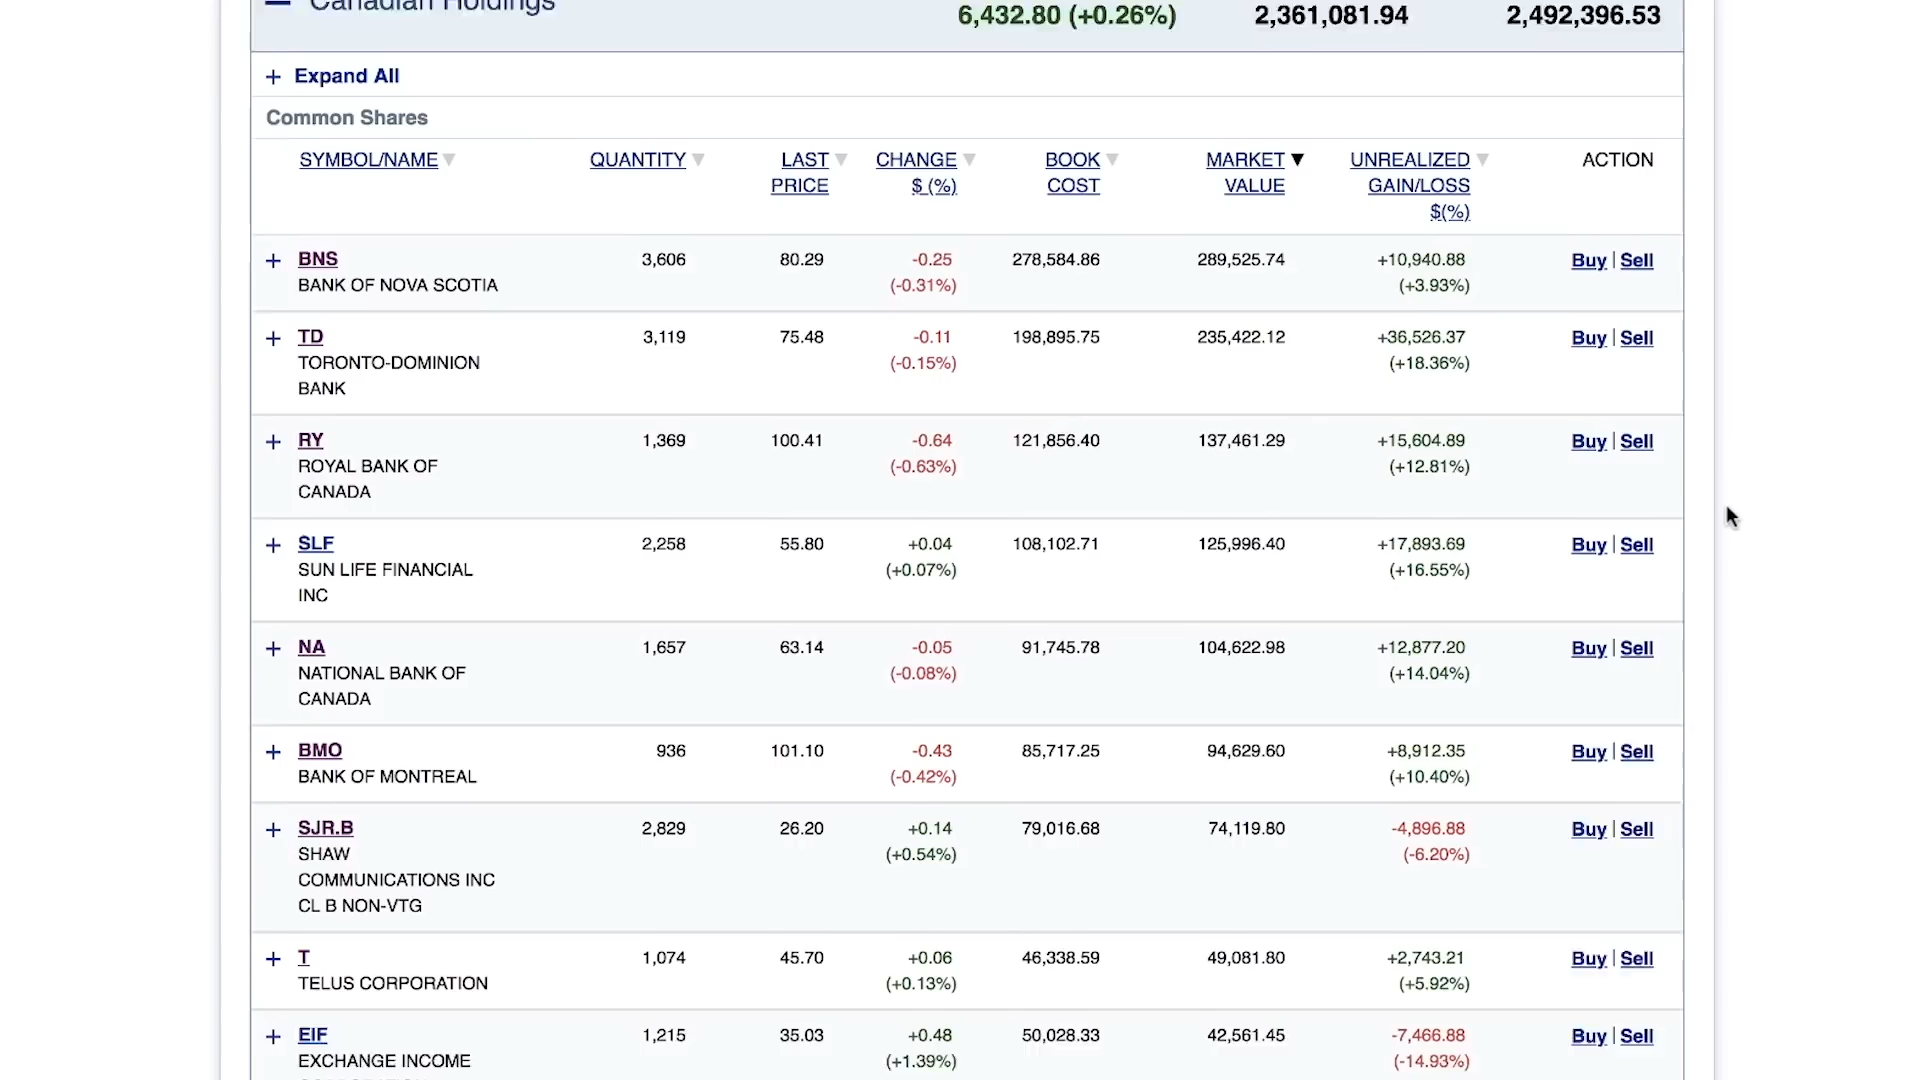 Canadian Holdings
6,432.80 (+0.26%) 2,361,081.94 2,492,396.53
+ Expand All
Common Shares
SYMBOL/NAME▼ QUANTITY▼ LAST▼ CHANGE▼ BOOK▼ MARKET▼ UNREALIZED▼ ACTION
PRICE $ (%) COST VALUE GAIN/LOSS
$(%)
+ BNS 3,606 80.29 -0.25 278,584.86 289,525.74 +10,940.88 Buy | Sell
BANK OF NOVA SCOTIA (-0.31%) (+3.93%)
+ TD 3,119 75.48 -0.11 198,895.75 235,422.12 +36,526.37 Buy | Sell
TORONTO-DOMINION (-0.15%) (+18.36%)
BANK
+ RY 1,369 100.41 -0.64 121,856.40 137,461.29 +15,604.89 Buy | Sell
ROYAL BANK OF (-0.63%) (+12.81%)
CANADA
+ SLF 2,258 55.80 +0.04 108,102.71 125,996.40 +17,893.69 Buy | Sell
SUN LIFE FINANCIAL (+0.07%) (+16.55%)
INC
+ NA 1,657 63.14 -0.05 91,745.78 104,622.98 +12,877.20 Buy | Sell
NATIONAL BANK OF (-0.08%) (+14.04%)
CANADA
+ BMO 936 101.10 -0.43 85,717.25 94,629.60 +8,912.35 Buy | Sell
BANK OF MONTREAL (-0.42%) (+10.40%)
+ SJR.B 2,829 26.20 +0.14 79,016.68 74,119.80 -4,896.88 Buy | Sell
SHAW (+0.54%) (-6.20%)
COMMUNICATIONS INC
CL B NON-VTG
+ T 1,074 45.70 +0.06 46,338.59 49,081.80 +2,743.21 Buy | Sell
TELUS CORPORATION (+0.13%) (+5.92%)
+ EIF 1,215 35.03 +0.48 50,028.33 42,561.45 -7,466.88 Buy | Sell
EXCHANGE INCOME (+1.39%) (-14.93%)